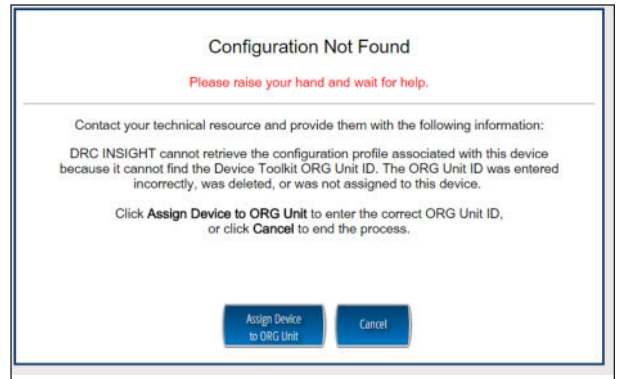 Configuration Not Found
Please raise your hand and wait for help.
Contact your technical resource and provide them with the following information:
DRC INSIGHT cannot retrieve the configuration profile associated with this device
because it cannot find the Device Toolkit ORG Unit ID. The ORG Unit ID was entered
incorrectly, was deleted, or was not assigned to this device.
Click Assign Device to ORG Unit to enter the correct ORG Unit ID,
or click Cancel to end the process.
Assign Device
to ORG Unit
Cancel